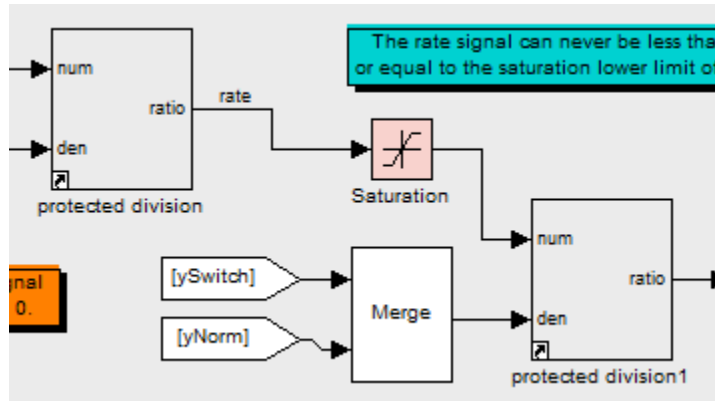 The rate signal can never be less tha
or equal to the saturation lower limit of
num
ratio
rate
den
protected division
Saturation
num
ratio
den
protected division1
[ySwitch]
Merge
[yNorm]
gnal
0.